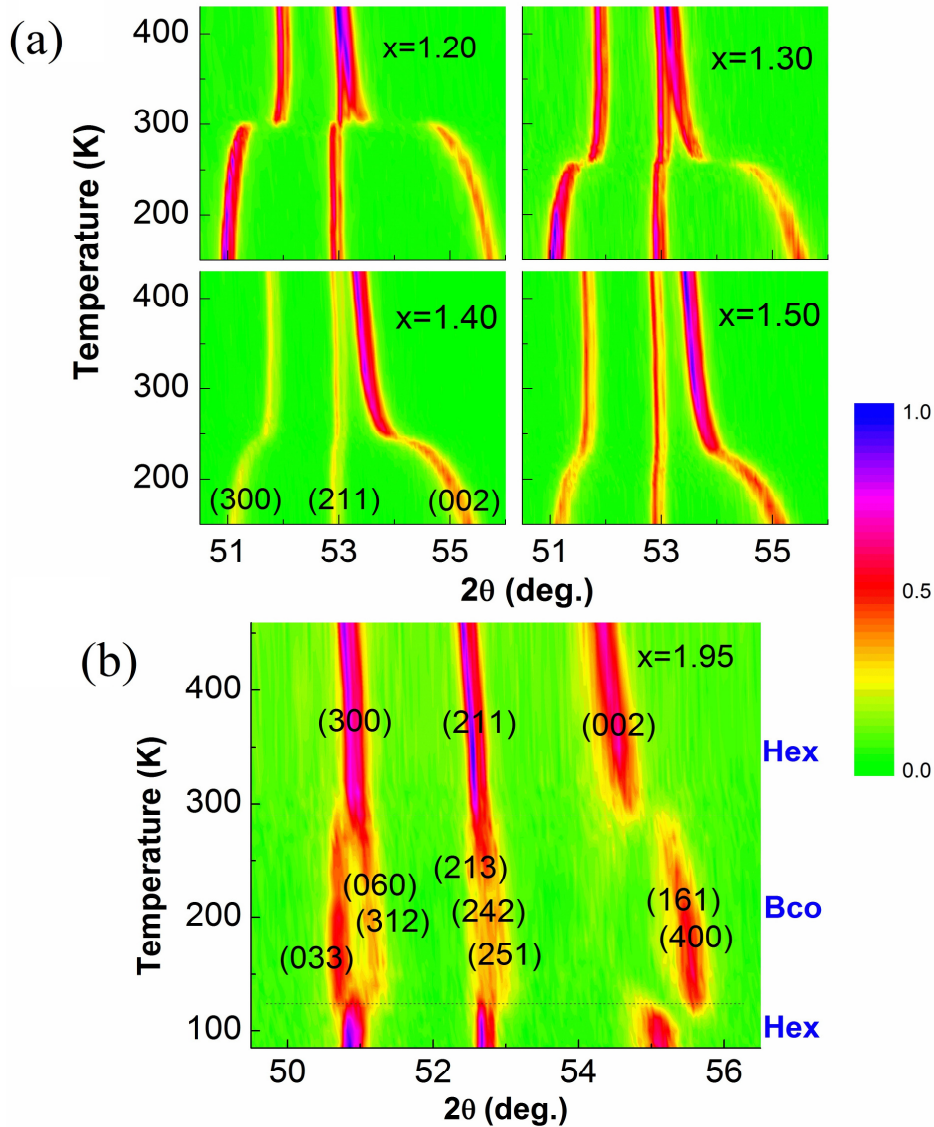 (a)
Temperature (K)
400
300
200
x=1.20
x=1.30
400
300
200
x=1.40
x=1.50
(300) (211) (002)
51 53 55 51 53 55
2θ (deg.)
1.0
0.5
0.0
(b)
Temperature (K)
400
300
200
100
x=1.95
(300) (211) (002)
Hex
(213)
(060)
(312)
(242)
(161)
Bco
(033)
(251)
(400)
Hex
50 52 54 56
2θ (deg.)